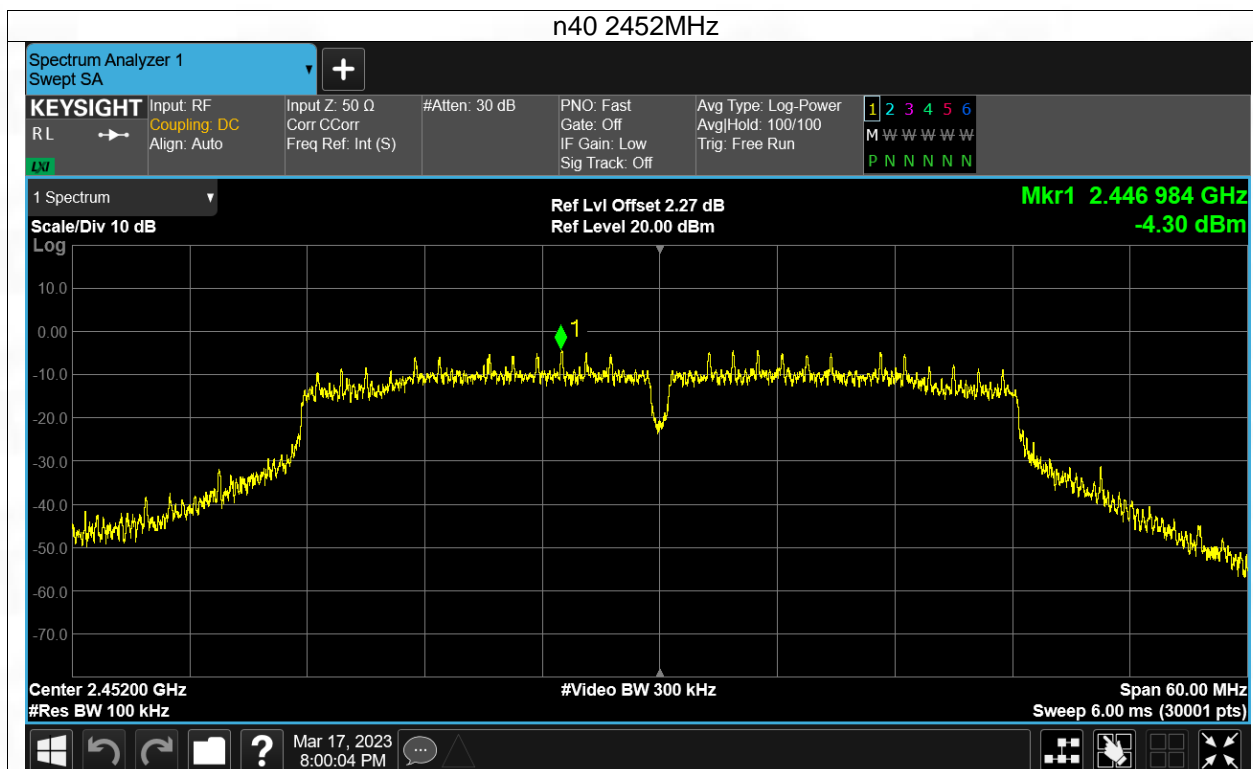 n40 2452MHz
Spectrum Analyzer 1
Swept SA
KEYSIGHT
R L
LXI
Input: RF
Coupling: DC
Align: Auto
Input Z: 50 Ω
Corr CCorr
Freq Ref: Int (S)
#Atten: 30 dB
PNO: Fast
Gate: Off
IF Gain: Low
Sig Track: Off
Avg Type: Log-Power
Avg|Hold: 100/100
Trig: Free Run
1 2 3 4 5 6
M W W W W W
P N N N N N
1 Spectrum
Scale/Div 10 dB
Ref Lvl Offset 2.27 dB
Ref Level 20.00 dBm
Mkr1 2.446 984 GHz
-4.30 dBm
Log
10.0
0.00
-10.0
-20.0
-30.0
-40.0
-50.0
-60.0
-70.0
1
Center 2.45200 GHz
#Res BW 100 kHz
#Video BW 300 kHz
Span 60.00 MHz
Sweep 6.00 ms (30001 pts)
?
Mar 17, 2023
8:00:04 PM